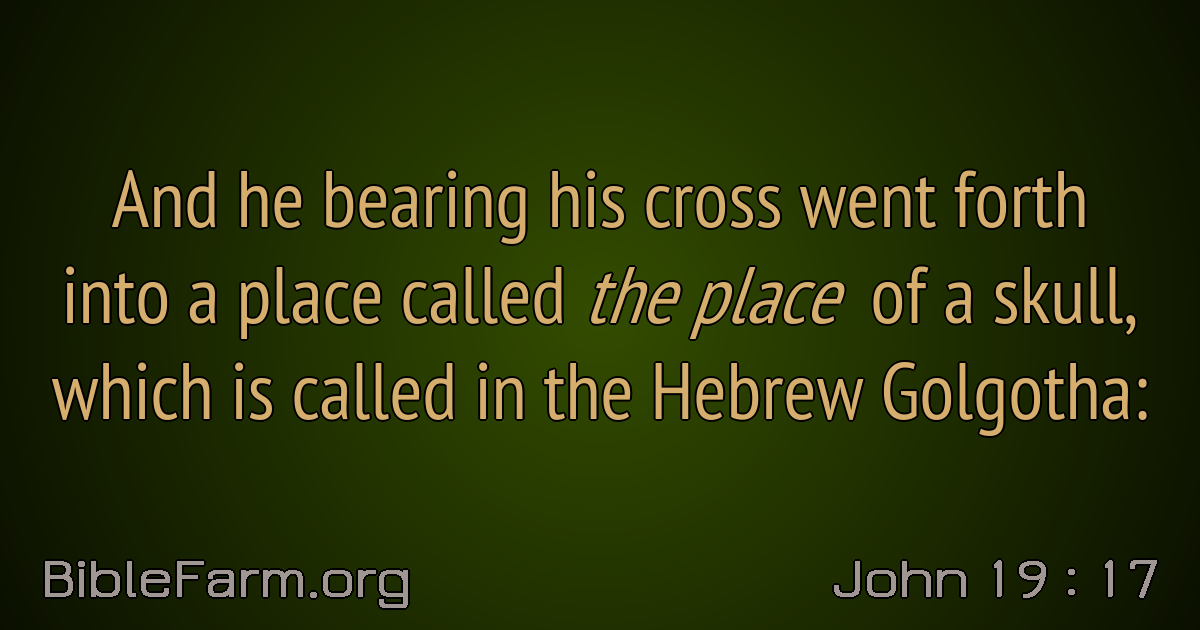 And he bearing his cross went forth
into a place called the place of a skull,
which is called in the Hebrew Golgotha:
BibleFarm.org
John 19 : 17